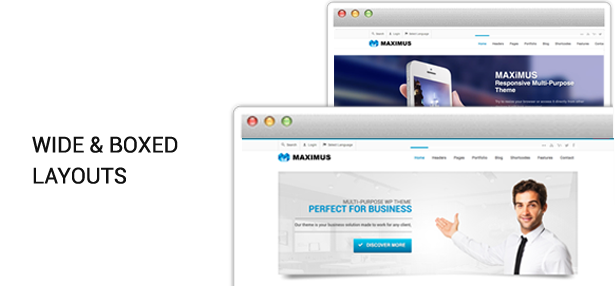 WIDE & BOXED
LAYOUTS
Search Login Select Language
MAXIMUS
Home Headers Pages Portfolio Blog Shortcodes Features
MAXiMUS
Responsive Multi-Purpose
Theme
Search Login Select Language
MAXIMUS
Home Headers Pages Portfolio Blog Shortcodes Features Contact
MULTI-PURPOSE WP THEME
PERFECT FOR BUSINESS
Our theme is your business solution made to work for any client.
DISCOVER MORE